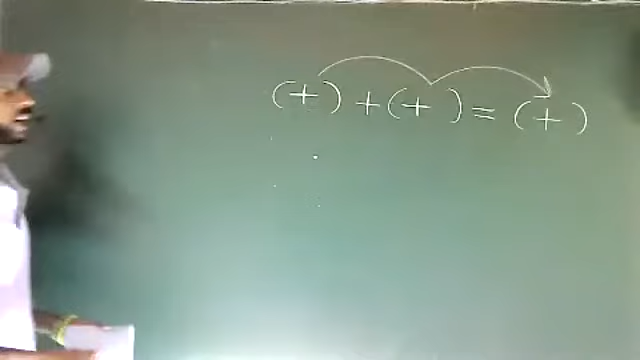 (+) + (+) = (+)